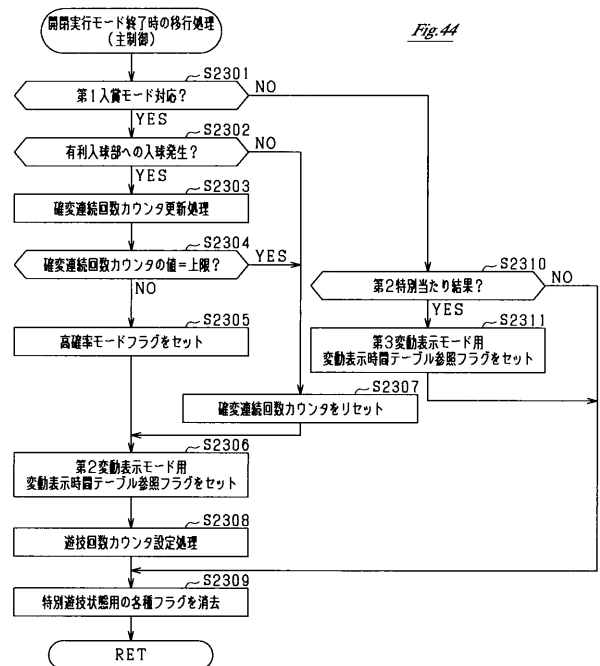 開閉実行モード終了時の移行処理
(主制御)
Fig.44
S2301
第1入賞モード対応?
NO
YES
S2302
有利入球部への入球発生?
NO
YES
S2303
確変連続回数カウンタ更新処理
S2304
確変連続回数カウンタの値=上限?
YES
NO
S2310
第2特別当たり結果?
NO
YES
S2305
高確率モードフラグをセット
S2311
第3変動表示モード用
変動表示時間テーブル参照フラグをセット
S2307
確変連続回数カウンタをリセット
S2306
第2変動表示モード用
変動表示時間テーブル参照フラグをセット
S2308
遊技回数カウンタ設定処理
S2309
特別遊技状態用の各種フラグを消去
RET